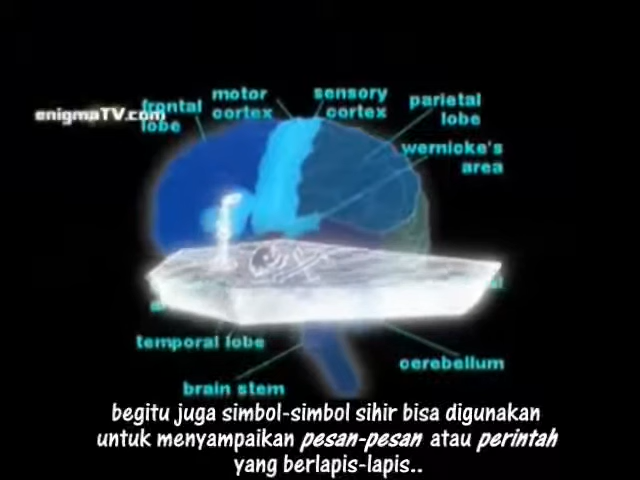 enigmaTV.com
frontal
lobe
motor
cortex
sensory
cortex
parietal
lobe
wernicke's
area
temporal lobe
cerebellum
brain stem
begitu juga simbol-simbol sihir bisa digunakan
untuk menyampaikan pesan-pesan atau perintah
yang berlapis-lapis..